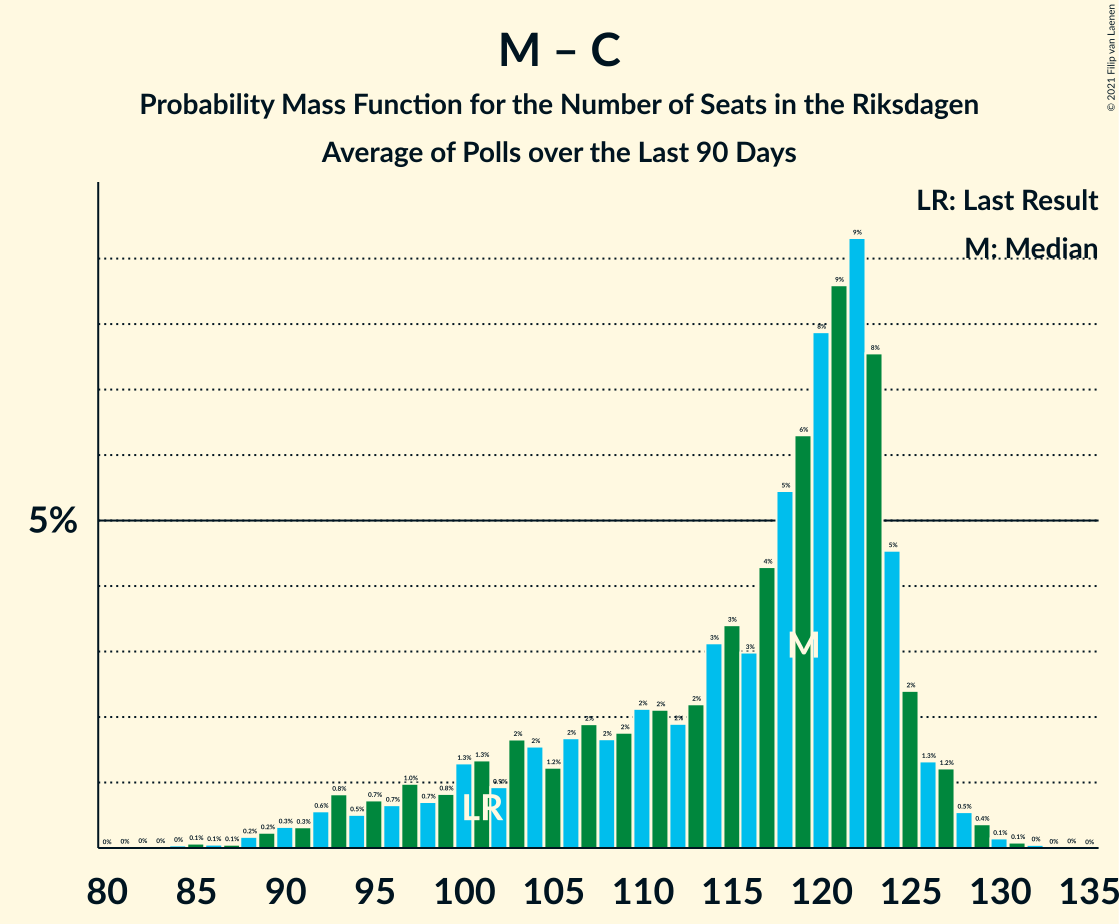 M – C
Probability Mass Function for the Number of Seats in the Riksdagen
Average of Polls over the Last 90 Days
© 2021 Filip van Laenen
LR: Last Result
M: Median
5%
0% 0% 0% 0% 0% 0.1% 0.1% 0.1% 0.2% 0.2% 0.3% 0.3% 0.6% 0.8% 0.5% 0.7% 0.7% 1.0% 0.7% 0.8% 1.3% 1.3% 0.9% 2% 2% 1.2% 2% 2% 2% 2% 2% 2% 2% 2% 3% 3% 3% 4% 5% 6% 8% 9% 9% 8% 5% 2% 1.3% 1.2% 0.5% 0.4% 0.1% 0.1% 0% 0% 0% 0%
M
LR
80 85 90 95 100 105 110 115 120 125 130 135